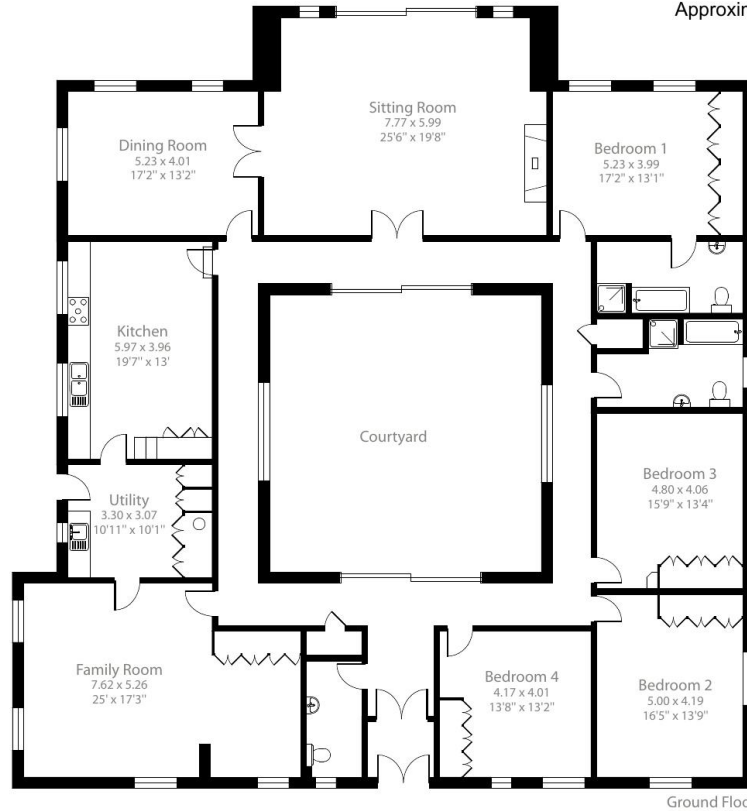 Approxin
Sitting Room
7.77 x 5.99
25'6" x 19'8"
Dining Room
5.23 x 4.01
17'2" x 13'2"
Bedroom 1
5.23 x 3.99
17'2" x 13'1"
Kitchen
5.97 x 3.96
19'7" x 13'
Courtyard
Bedroom 3
4.80 x 4.06
15'9" x 13'4"
Utility
3.30 x 3.07
10'11" x 10'1"
Family Room
7.62 x 5.26
25' x 17'3"
Bedroom 4
4.17 x 4.01
13'8" x 13'2"
Bedroom 2
5.00 x 4.19
16'5" x 13'9"
Ground Floo